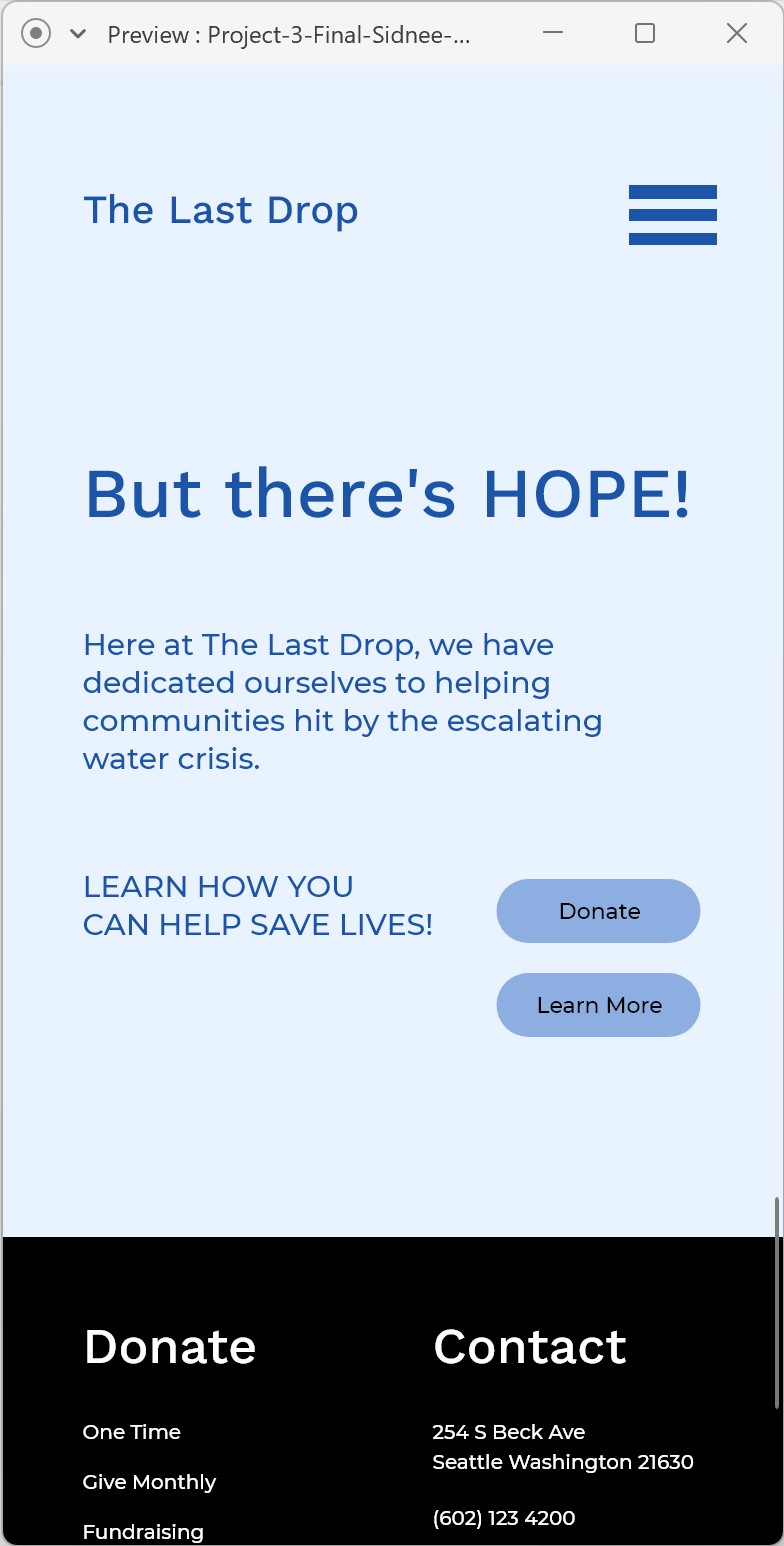 Preview : Project-3-Final-Sidnee-...
The Last Drop
But there's HOPE!
Here at The Last Drop, we have
dedicated ourselves to helping
communities hit by the escalating
water crisis.
LEARN HOW YOU
CAN HELP SAVE LIVES!
Donate
Learn More
Donate
One Time
Give Monthly
Fundraising
Contact
254 S Beck Ave
Seattle Washington 21630
(602) 123 4200